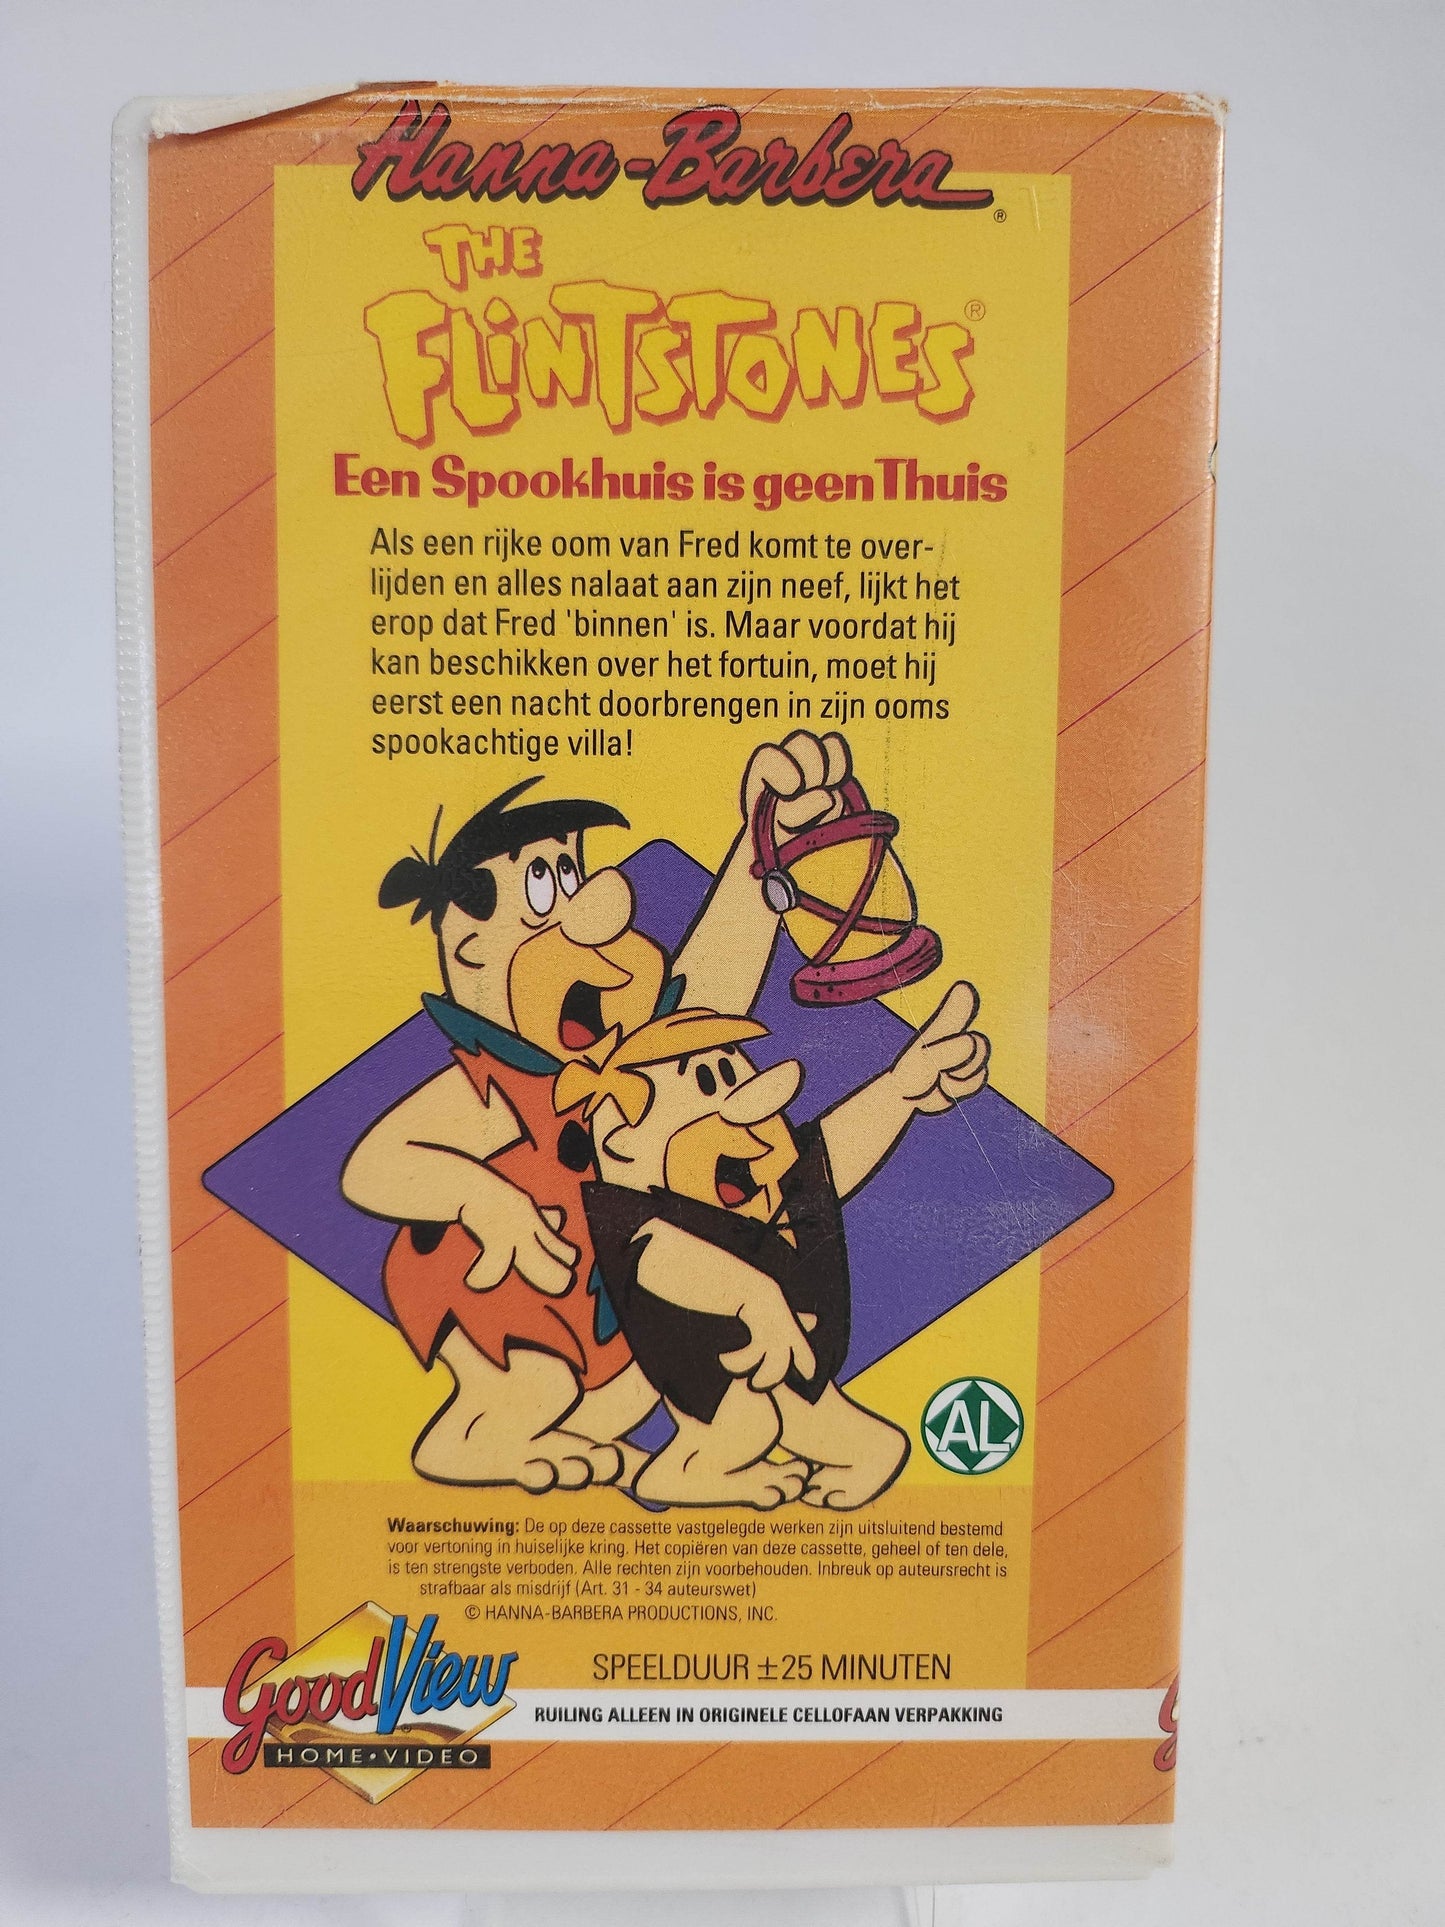 Hanna-Barbera ®
THE
FLINTSTONES ®
Een Spookhuis is geen Thuis
Als een rijke oom van Fred komt te over-
lijden en alles nalaat aan zijn neef, lijkt het
erop dat Fred 'binnen' is. Maar voordat hij
kan beschikken over het fortuin, moet hij
eerst een nacht doorbrengen in zijn ooms
spookachtige villa!
AL
Waarschuwing: De op deze cassette vastgelegde werken zijn uitsluitend bestemd
voor vertoning in huiselijke kring. Het copiëren van deze cassette, geheel of ten dele,
is ten strengste verboden. Alle rechten zijn voorbehouden. Inbreuk op auteursrecht is
strafbaar als misdrijf (Art. 31 - 34 auteurswet)
© HANNA-BARBERA PRODUCTIONS, INC.
SPEELDUUR ±25 MINUTEN
Good View ®
HOME • VIDEO
RUILING ALLEEN IN ORIGINELE CELLOFAAN VERPAKKING